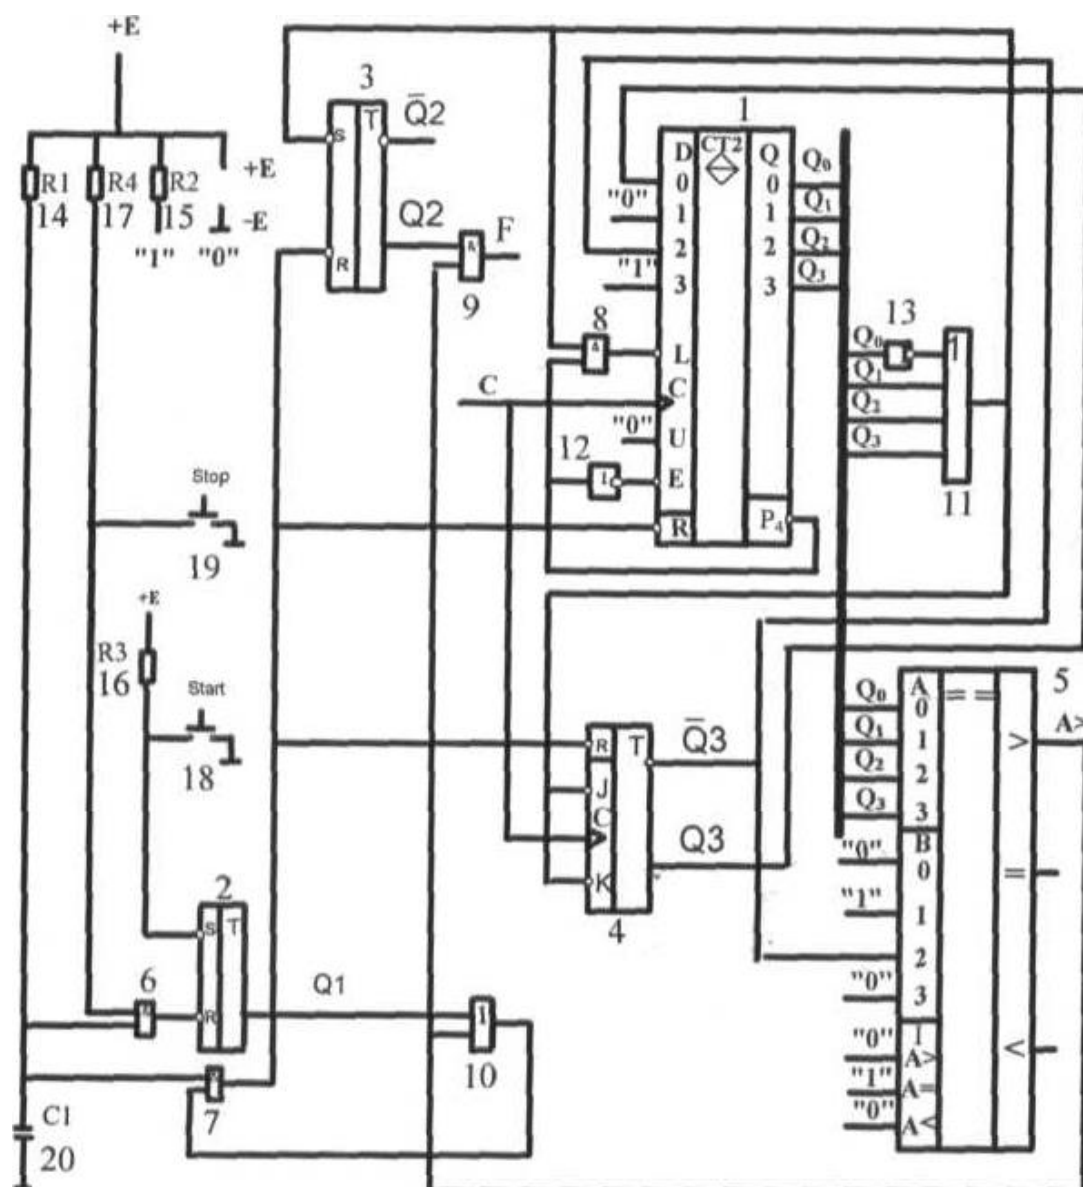 +E
R1
14
R4
17
R2
15
+E
-E
"1"
"0"
3
S
T
R
Q̅2
Q2
&
F
9
1
D
0
1
2
3
CT2
Q
0
1
2
3
"0"
"1"
Q0
Q1
Q2
Q3
8
&
L
C
C
"0"
U
12
1
E
R
P4
13
Q0
Q1
Q2
Q3
1
11
Stop
19
+E
R3
16
Start
18
R
T
J
C
K
4
Q̅3
Q3
5
Q0
Q1
Q2
Q3
A
0
1
2
3
B
0
1
2
3
==
>
=
<
A>
"0"
"1"
"0"
"0"
"1"
"0"
A>
A=
A<
2
S
T
R
6
Q1
1
10
7
C1
20